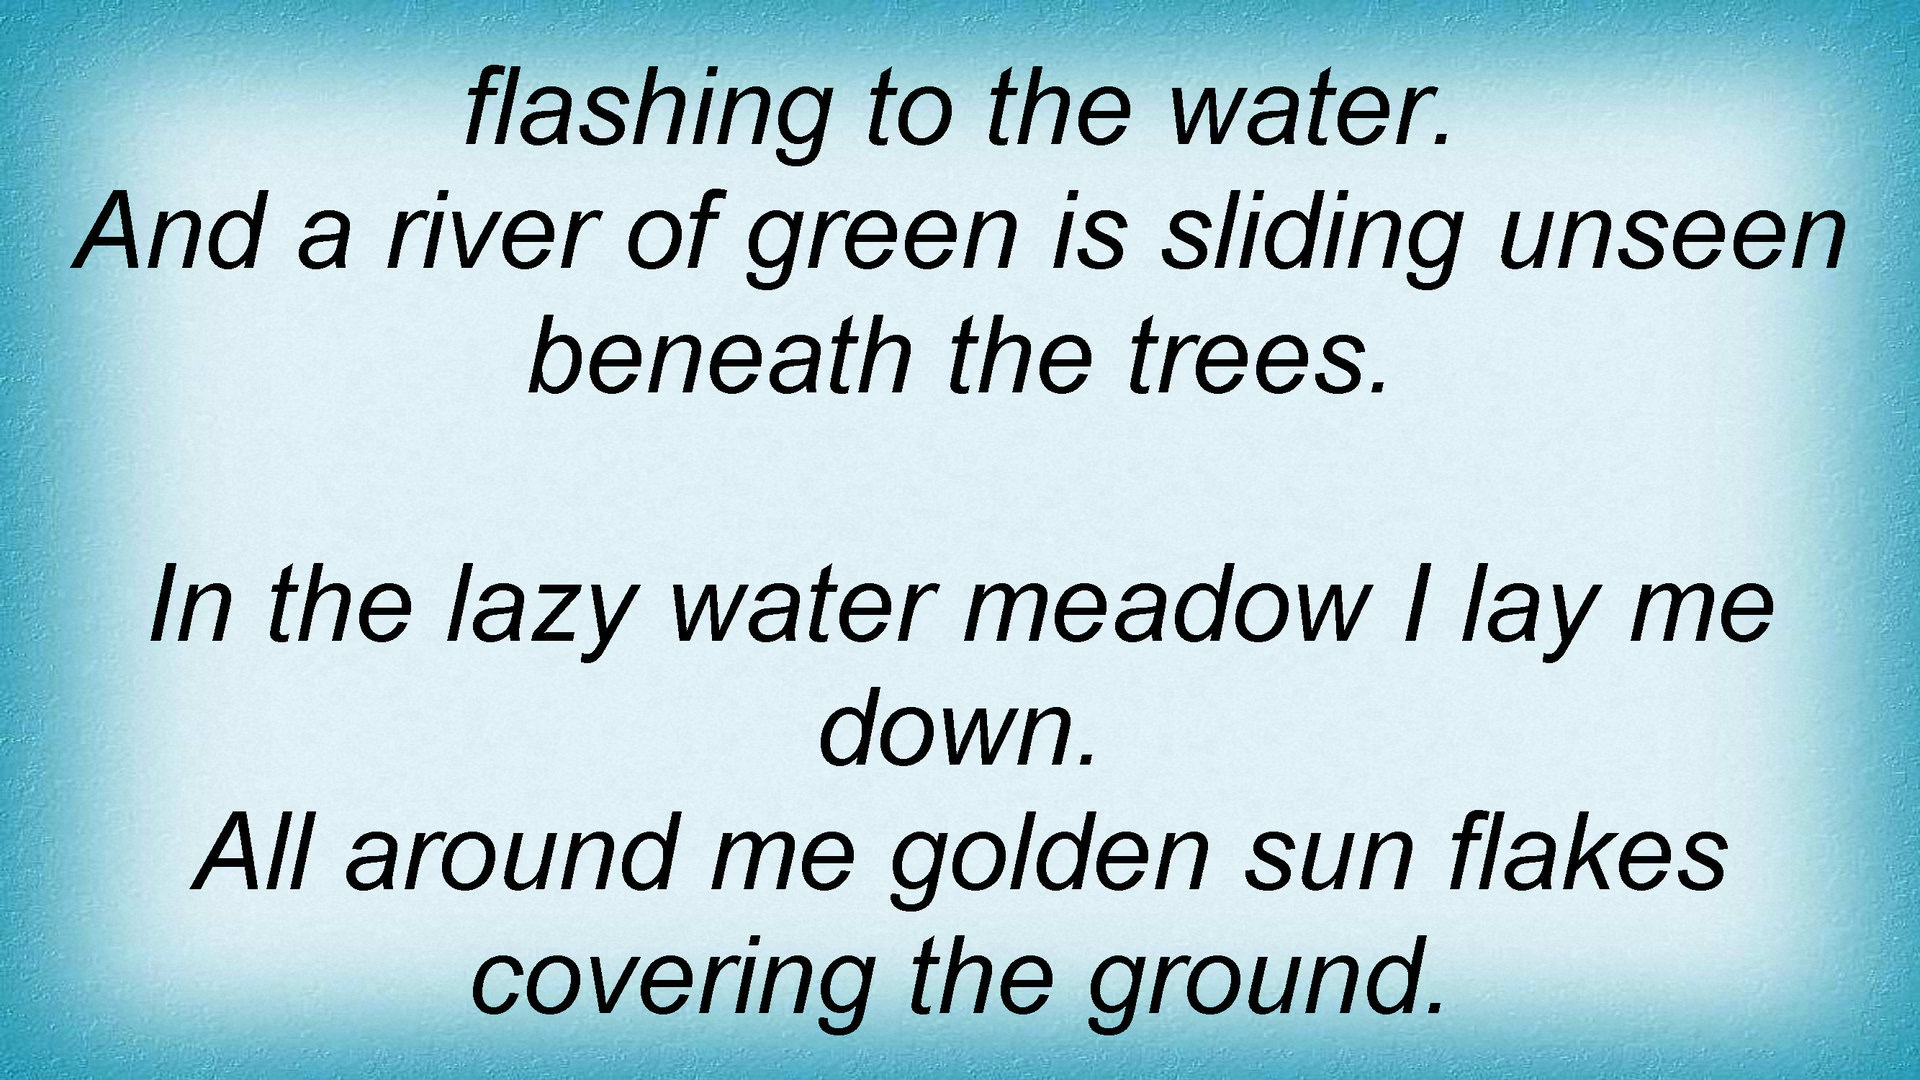 flashing to the water.
And a river of green is sliding unseen
beneath the trees.
In the lazy water meadow I lay me
down.
All around me golden sun flakes
covering the ground.